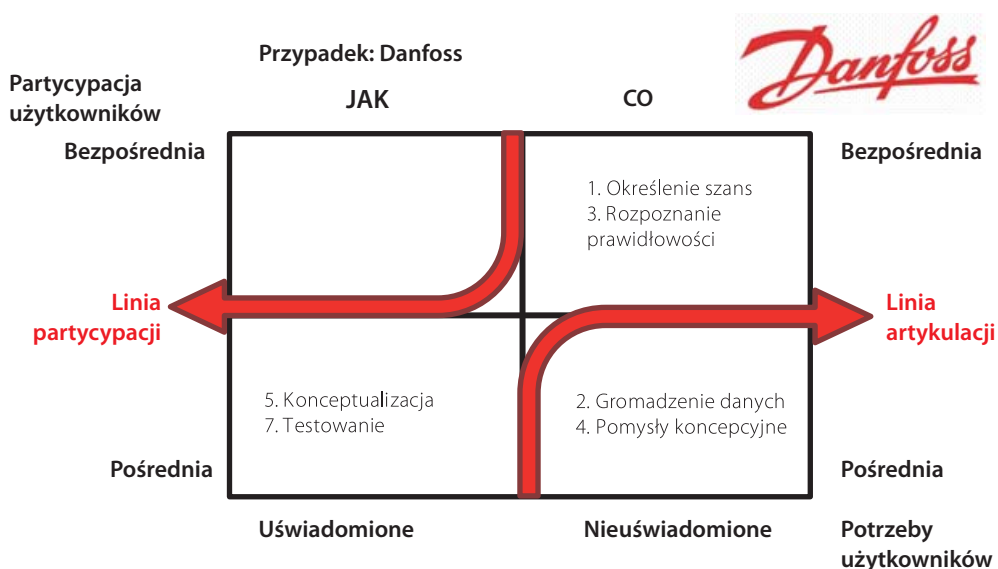 Przypadek: Danfoss
Danfoss
Partycypacja
użytkowników
JAK
CO
Bezpośrednia
Bezpośrednia
1. Określenie szans
3. Rozpoznanie
prawidłowości
Linia
partycypacji
Linia
artykulacji
5. Konceptualizacja
7. Testowanie
2. Gromadzenie danych
4. Pomysły koncepcyjne
Pośrednia
Pośrednia
Uświadomione
Nieuświadomione
Potrzeby
użytkowników